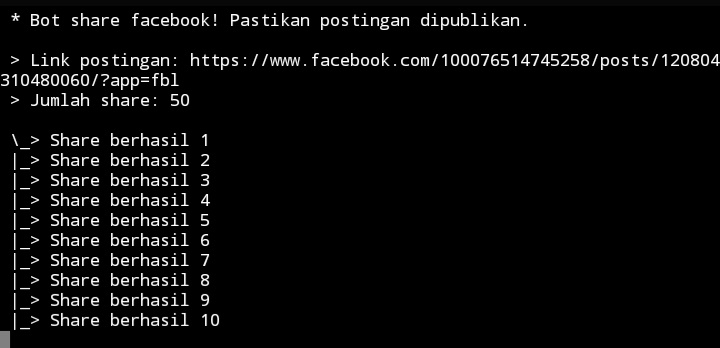 * Bot share facebook! Pastikan postingan dipublikan.
> Link postingan: https://www.facebook.com/100076514745258/posts/120804
310480060/?app=fbl
> Jumlah share: 50
\_> Share berhasil 1
|_> Share berhasil 2
|_> Share berhasil 3
|_> Share berhasil 4
|_> Share berhasil 5
|_> Share berhasil 6
|_> Share berhasil 7
|_> Share berhasil 8
|_> Share berhasil 9
|_> Share berhasil 10